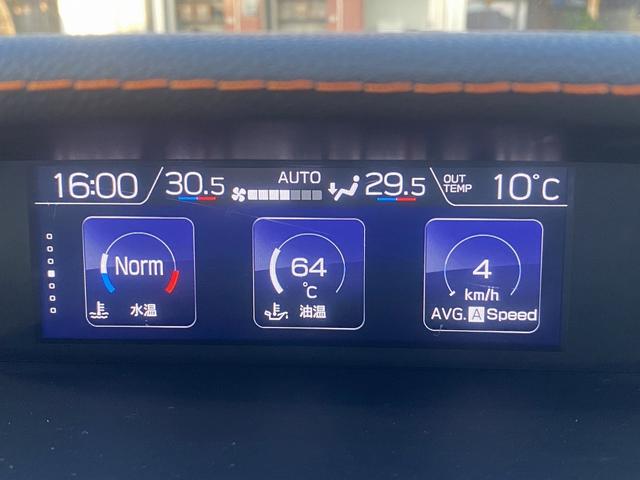 16:00 30.5 AUTO 29.5 OUT TEMP 10°C
Norm
水温
64
°C
油温
4
km/h
AVG. A Speed